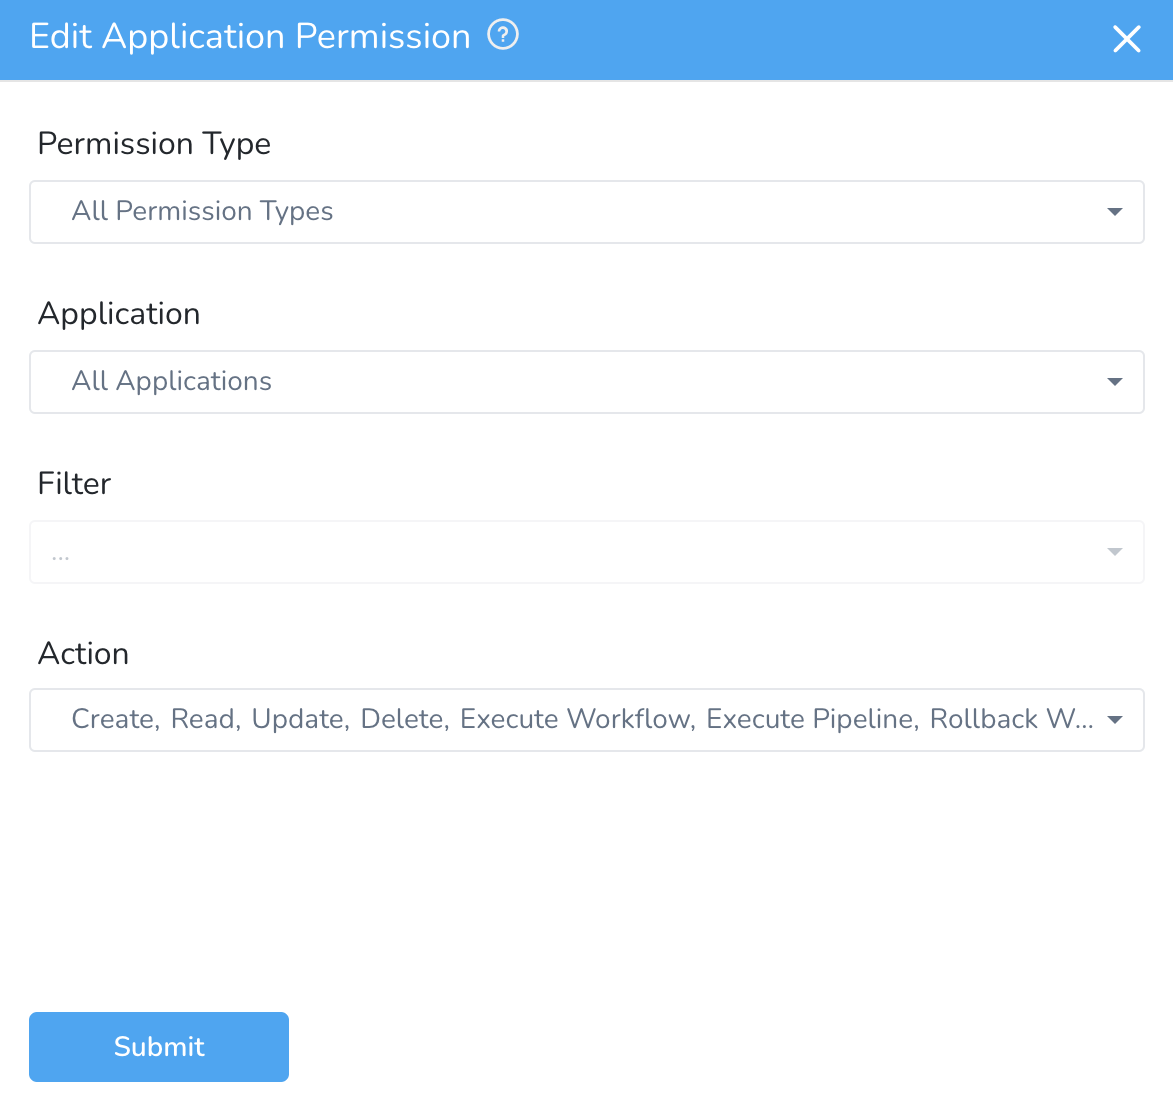 Edit Application Permission ?
Permission Type
All Permission Types
Application
All Applications
Filter
...
Action
Create, Read, Update, Delete, Execute Workflow, Execute Pipeline, Rollback W...
Submit